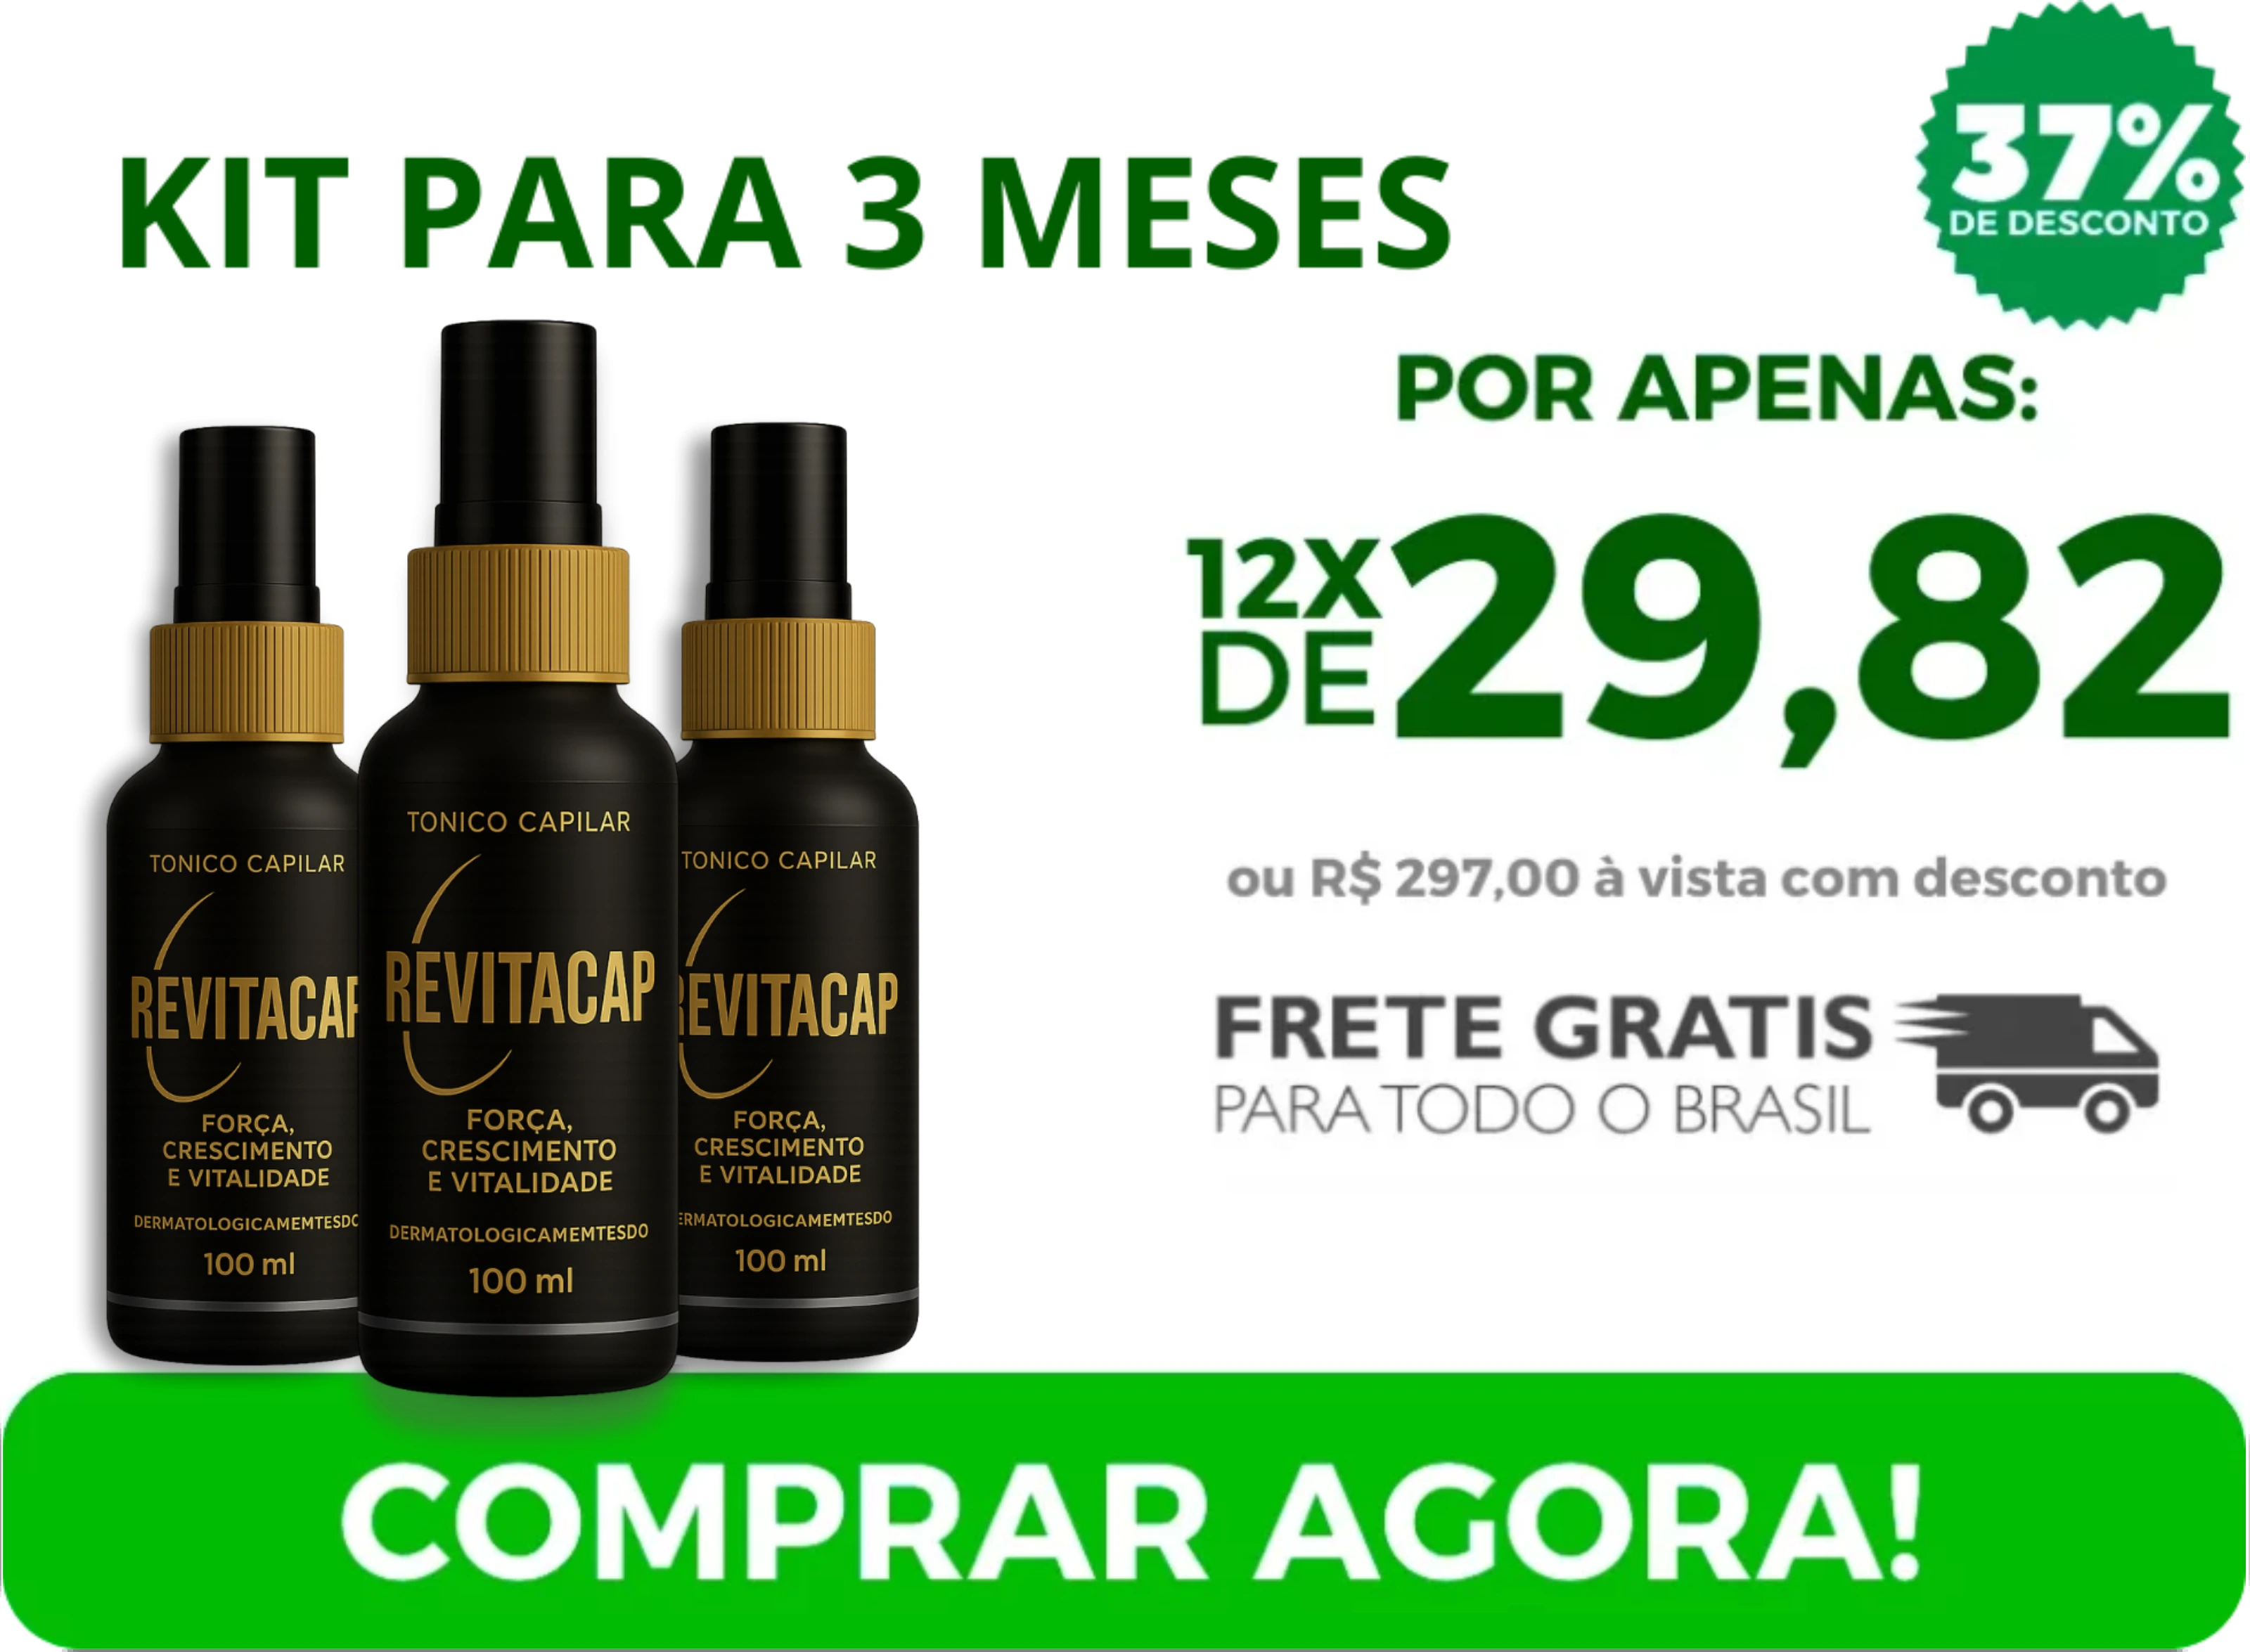 37%
DE DESCONTO
KIT PARA 3 MESES
POR APENAS:
12X
DE
29,82
ou R$ 297,00 à vista com desconto
FRETE GRATIS
PARA TODO O BRASIL
TONICO CAPILAR
REVITACAP
FORÇA,
CRESCIMENTO
E VITALIDADE
DERMATOLOGICAMEMTESDO
100 ml
TONICO CAPILAR
REVITACAP
FORÇA,
CRESCIMENTO
E VITALIDADE
DERMATOLOGICAMEMTESDO
100 ml
TONICO CAPILAR
REVITACAP
FORÇA,
CRESCIMENTO
E VITALIDADE
ERMATOLOGICAMEMTESDO
100 ml
COMPRAR AGORA!